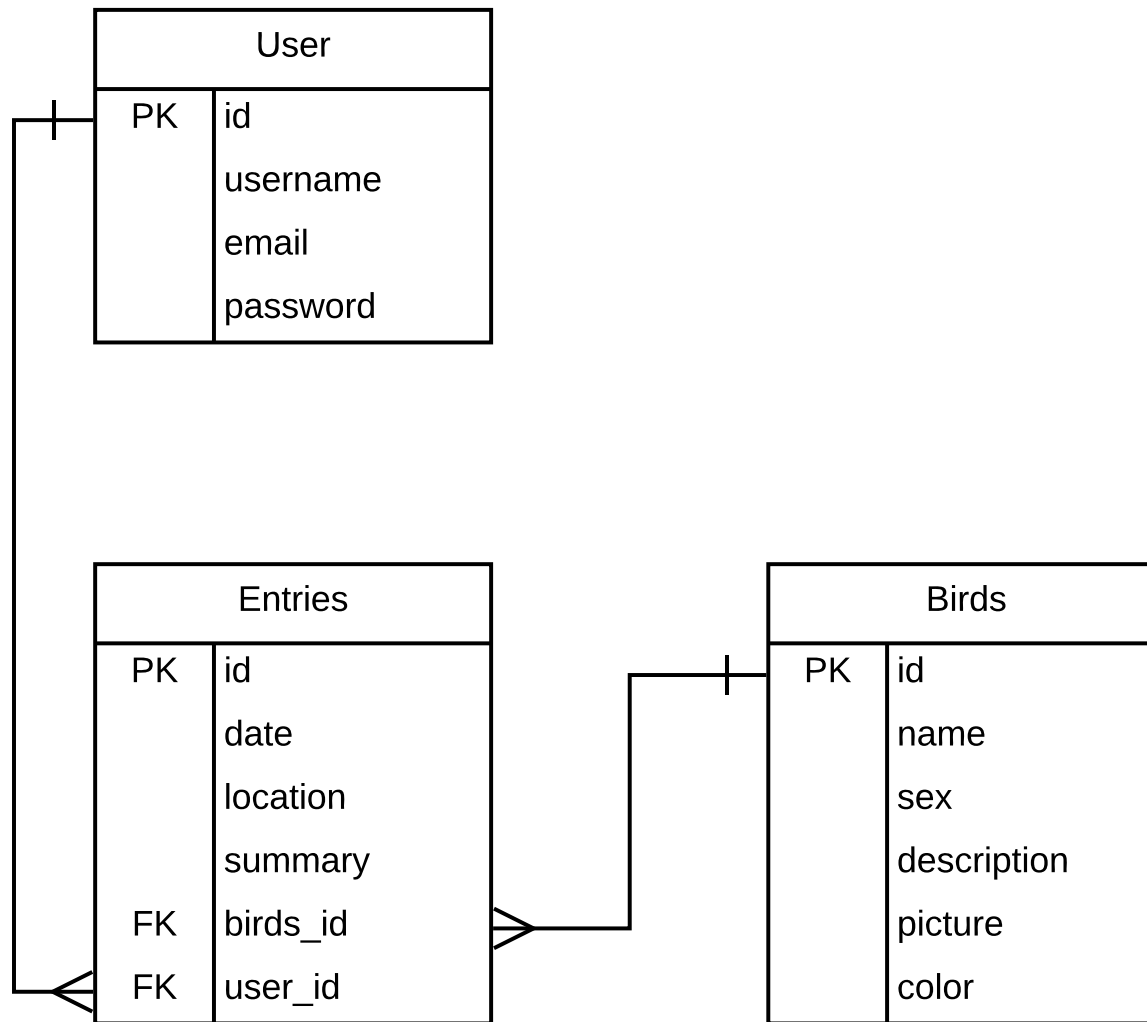 User
PK id
username
email
password
Entries
PK id
date
location
summary
FK birds_id
FK user_id
Birds
PK id
name
sex
description
picture
color